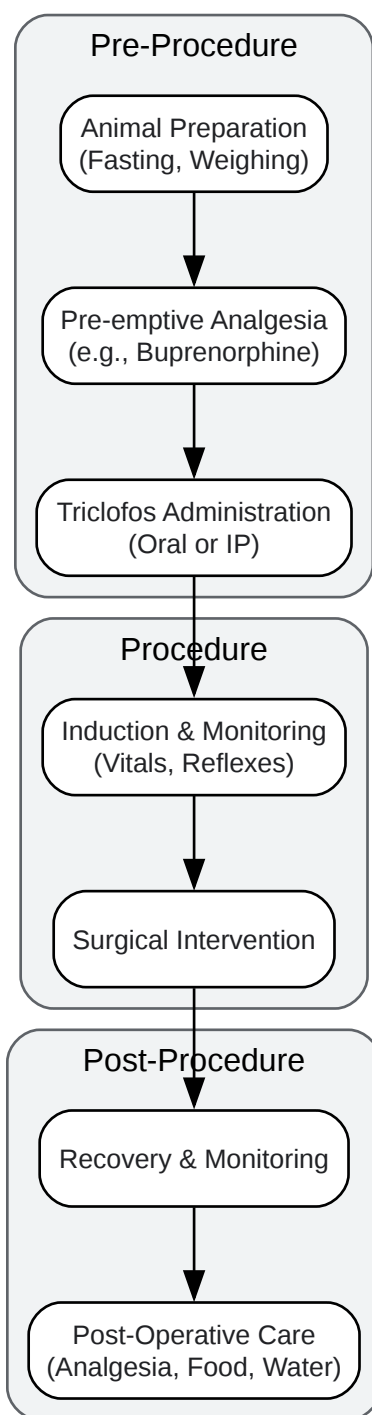 Pre-Procedure
Animal Preparation
(Fasting, Weighing)
Pre-emptive Analgesia
(e.g., Buprenorphine)
Triclofos Administration
(Oral or IP)
Procedure
Induction & Monitoring
(Vitals, Reflexes)
Surgical Intervention
Post-Procedure
Recovery & Monitoring
Post-Operative Care
(Analgesia, Food, Water)